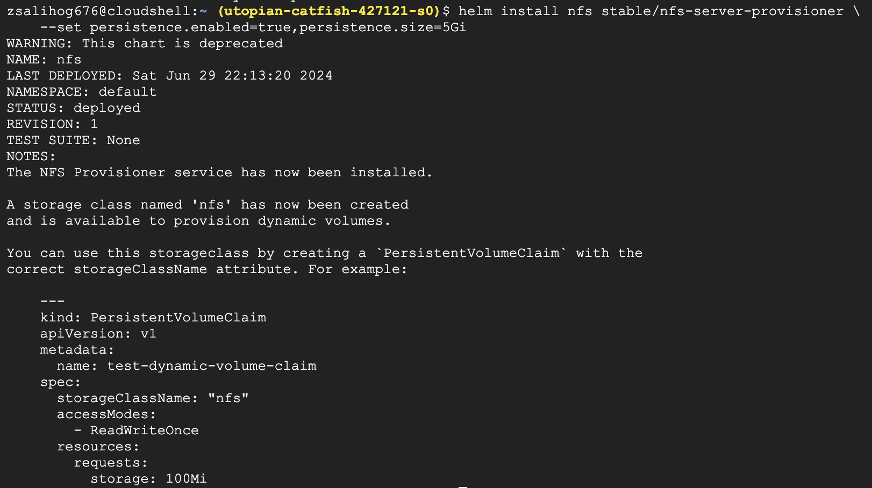 zsalihog676@cloudshell:~ (utopian-catfish-427121-s0)$ helm install nfs stable/nfs-server-provisioner \
    --set persistence.enabled=true,persistence.size=5Gi
WARNING: This chart is deprecated
NAME: nfs
LAST DEPLOYED: Sat Jun 29 22:13:20 2024
NAMESPACE: default
STATUS: deployed
REVISION: 1
TEST SUITE: None
NOTES:
The NFS Provisioner service has now been installed.

A storage class named 'nfs' has now been created
and is available to provision dynamic volumes.

You can use this storageclass by creating a `PersistentVolumeClaim` with the
correct storageClassName attribute. For example:

    ---
    kind: PersistentVolumeClaim
    apiVersion: v1
    metadata:
      name: test-dynamic-volume-claim
    spec:
      storageClassName: "nfs"
      accessModes:
        - ReadWriteOnce
      resources:
        requests:
          storage: 100Mi